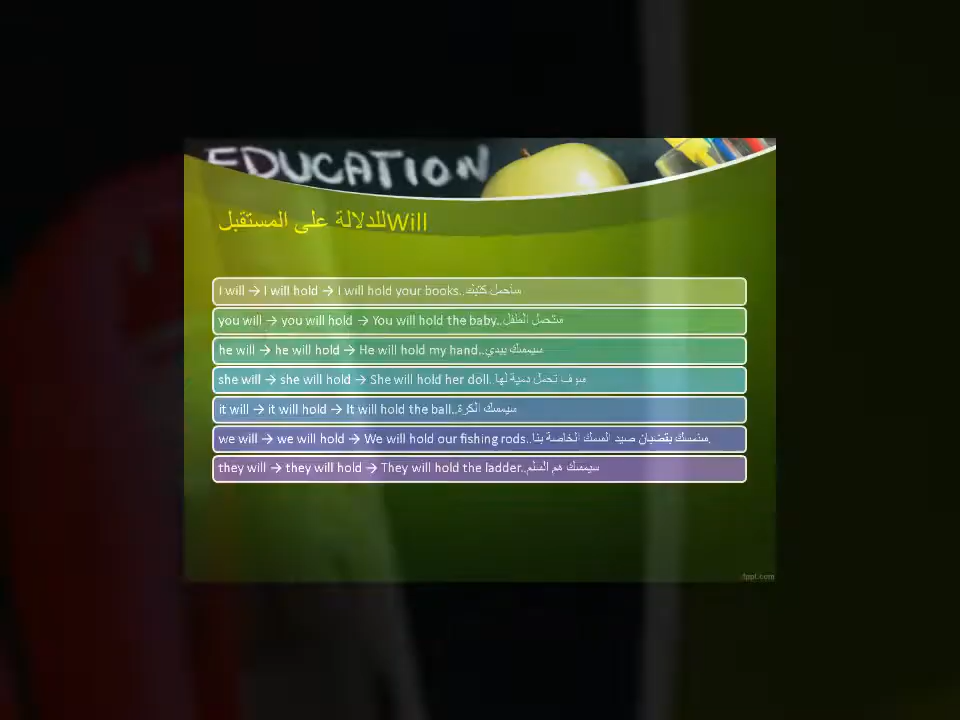 EDUCATION
Willللدلالة على المستقبل
I will → I will hold → I will hold your books..سأحمل كتبك
you will → you will hold → You will hold the baby..ستحمل الطفل
he will → he will hold → He will hold my hand..سيمسك بيدي
she will → she will hold → She will hold her doll..سوف تحمل دمية لها
it will → it will hold → It will hold the ball..سيمسك الكرة
we will → we will hold → We will hold our fishing rods..سنمسك بقضبان صيد السمك الخاصة بنا.
they will → they will hold → They will hold the ladder..سيمسك هم السلم
fppt.com